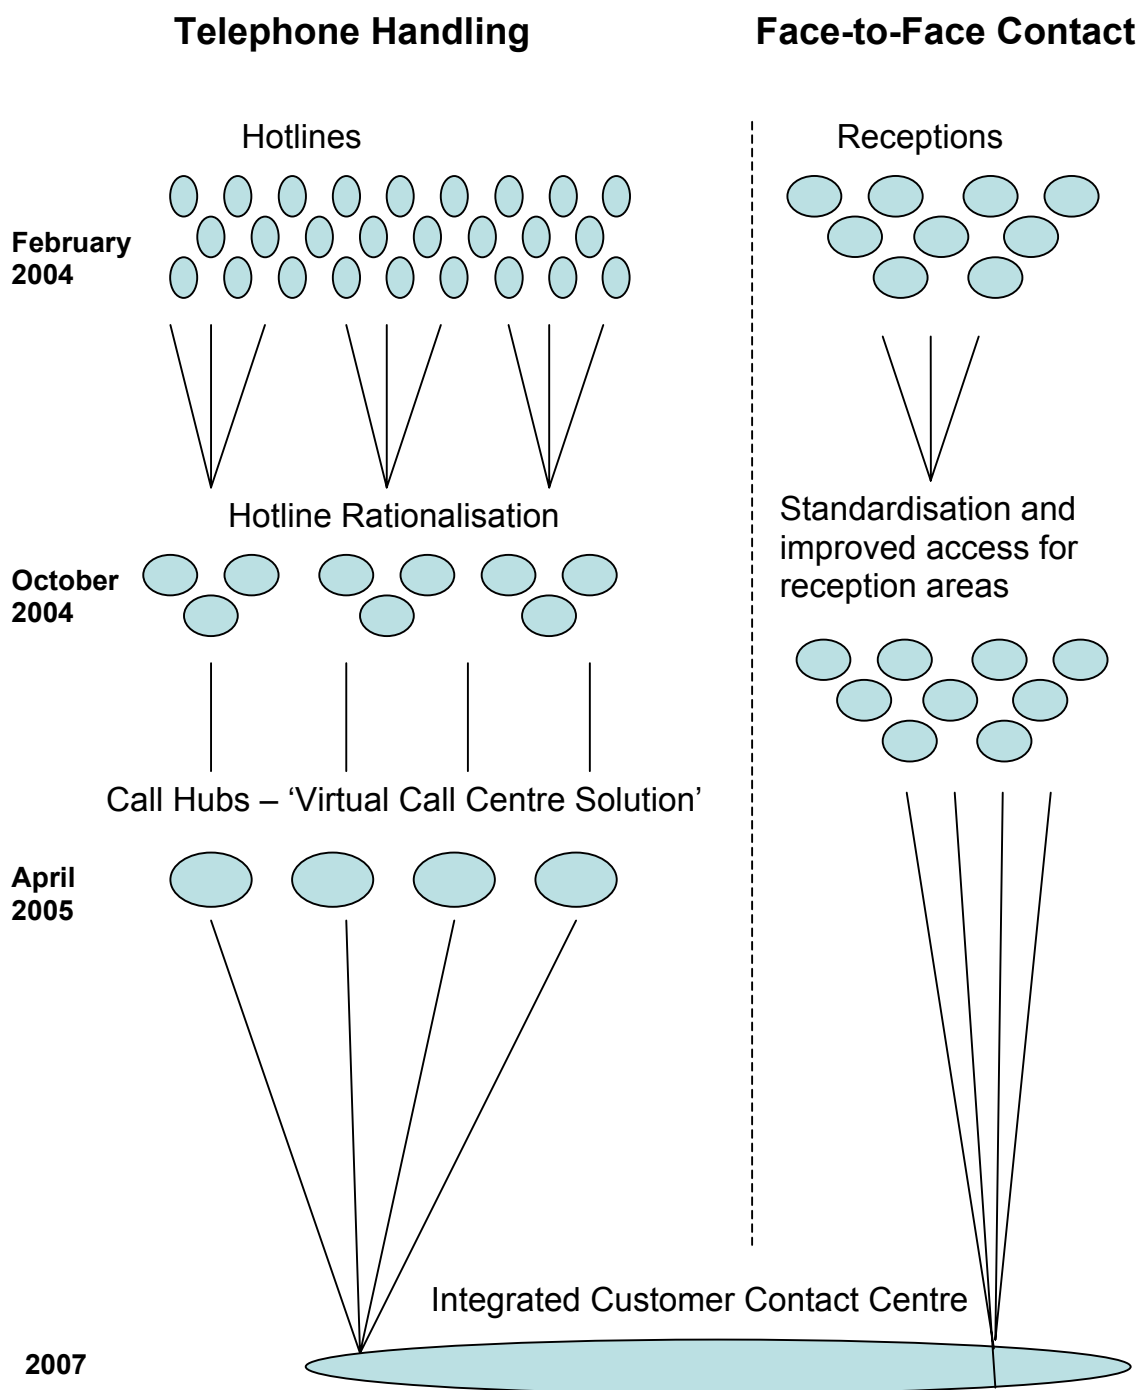 Telephone Handling
Face-to-Face Contact
Hotlines
Receptions
February
2004
Hotline Rationalisation
Standardisation and
improved access for
reception areas
October
2004
Call Hubs – ‘Virtual Call Centre Solution’
April
2005
Integrated Customer Contact Centre
2007